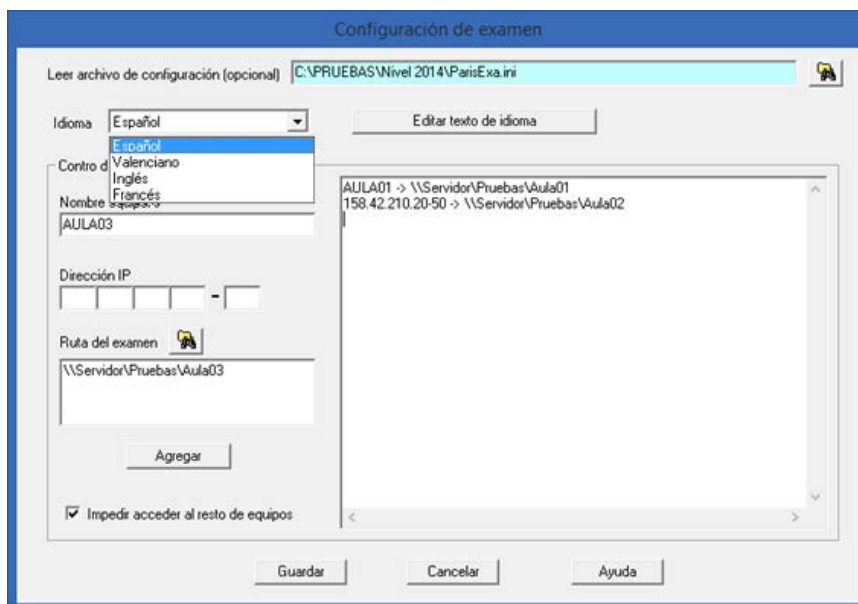 Configuración de examen
Leer archivo de configuración (opcional) C:\PRUEBAS\Nivel 2014\ParisExa.ini
Idioma Español Editar texto de idioma
Español
Valenciano
Inglés
Francés
Contro d
Nombre
AULA03
AULA01 -> \\Servidor\Pruebas\Aula01
158.42.210.20-50 -> \\Servidor\Pruebas\Aula02
Dirección IP
-
Ruta del examen
\\Servidor\Pruebas\Aula03
Agregar
Impedir acceder al resto de equipos
Guardar Cancelar Ayuda